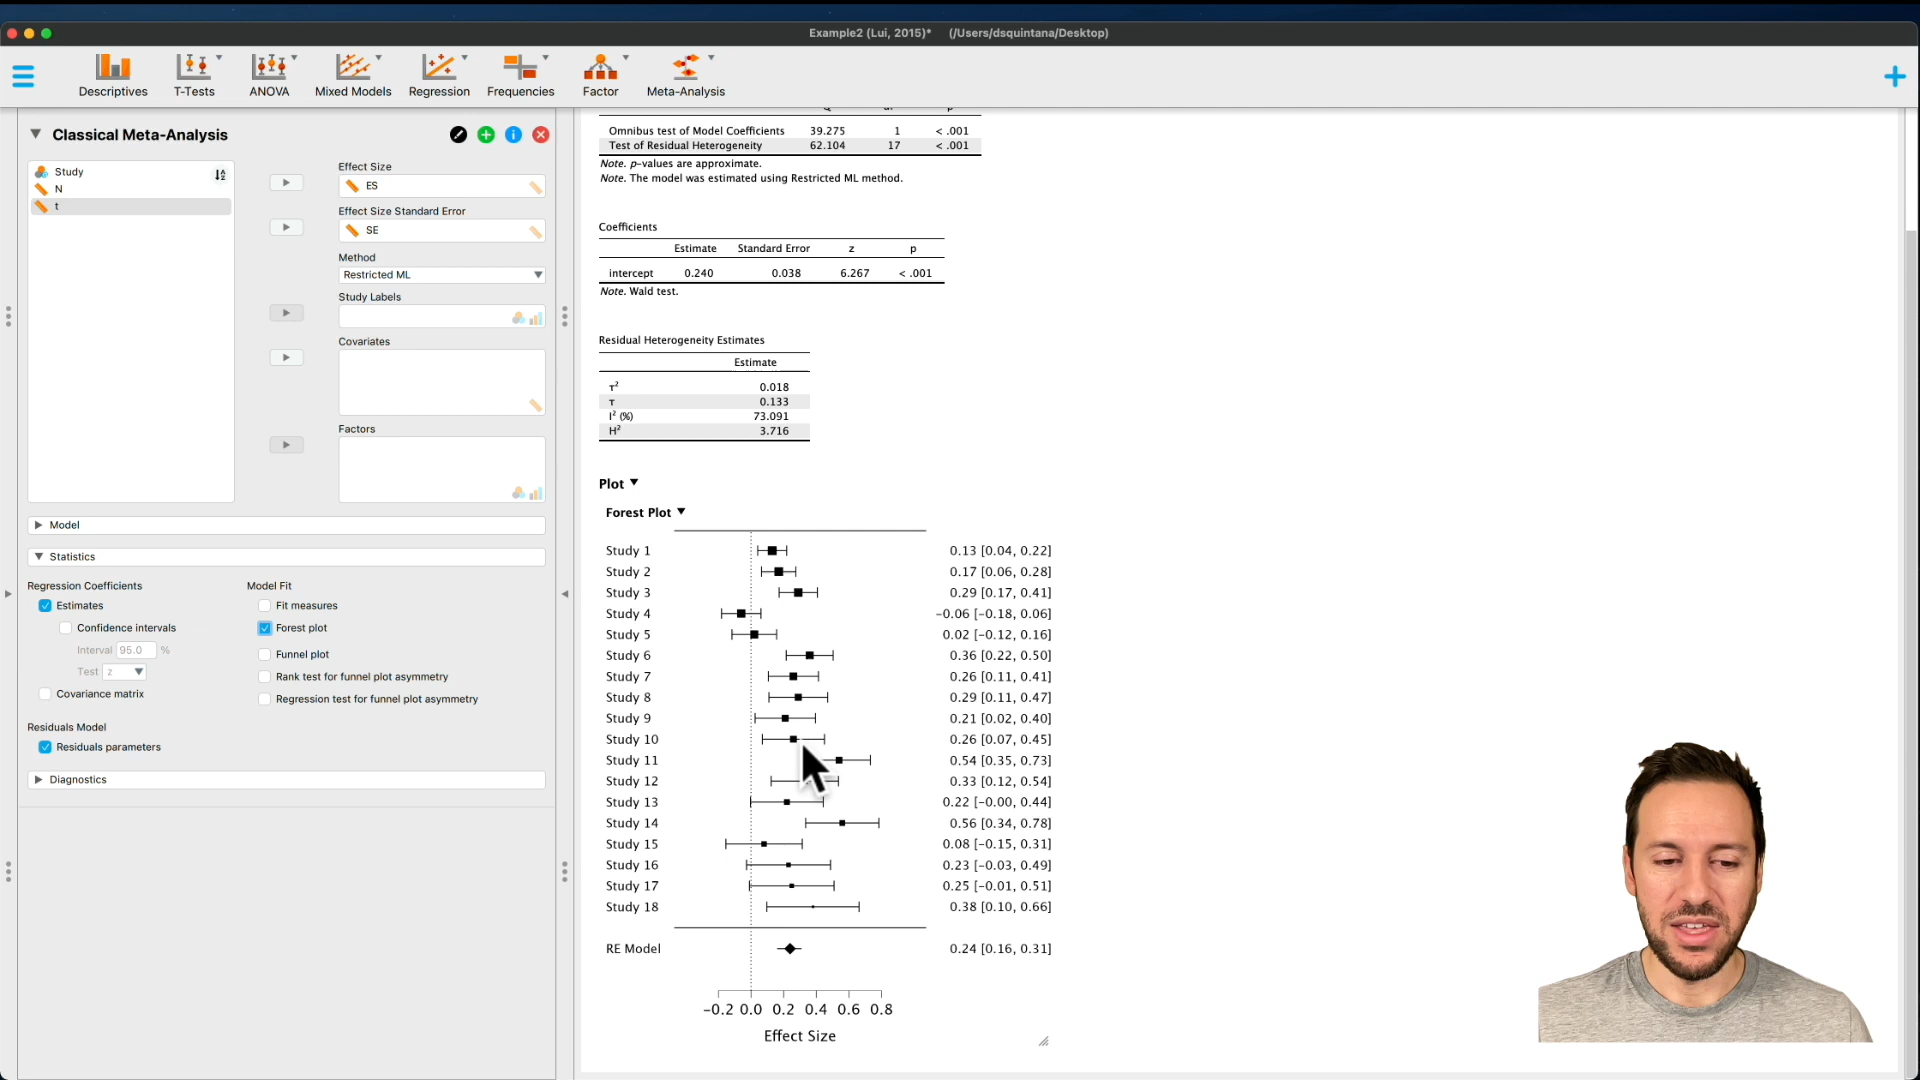 Example2 (Lui, 2015)* (/Users/dsquintana/Desktop)
Descriptives T-Tests ANOVA Mixed Models Regression Frequencies Factor Meta-Analysis
Classical Meta-Analysis
Study
N
t
Effect Size
ES
Effect Size Standard Error
SE
Method
Restricted ML
Study Labels
Covariates
Factors
Model
Statistics
Regression Coefficients
Estimates
Confidence intervals
Interval 95.0 %
Test z
Covariance matrix
Model Fit
Fit measures
Forest plot
Funnel plot
Rank test for funnel plot asymmetry
Regression test for funnel plot asymmetry
Residuals Model
Residuals parameters
Diagnostics
Omnibus test of Model Coefficients 39.275 1 < .001
Test of Residual Heterogeneity 62.104 17 < .001
Note. p-values are approximate.
Note. The model was estimated using Restricted ML method.
Coefficients
Estimate Standard Error z p
intercept 0.240 0.038 6.267 < .001
Note. Wald test.
Residual Heterogeneity Estimates
Estimate
τ² 0.018
τ 0.133
I² (%) 73.091
H² 3.716
Plot
Forest Plot
Study 1 0.13 [0.04, 0.22]
Study 2 0.17 [0.06, 0.28]
Study 3 0.29 [0.17, 0.41]
Study 4 -0.06 [-0.18, 0.06]
Study 5 0.02 [-0.12, 0.16]
Study 6 0.36 [0.22, 0.50]
Study 7 0.26 [0.11, 0.41]
Study 8 0.29 [0.11, 0.47]
Study 9 0.21 [0.02, 0.40]
Study 10 0.26 [0.07, 0.45]
Study 11 0.54 [0.35, 0.73]
Study 12 0.33 [0.12, 0.54]
Study 13 0.22 [-0.00, 0.44]
Study 14 0.56 [0.34, 0.78]
Study 15 0.08 [-0.15, 0.31]
Study 16 0.23 [-0.03, 0.49]
Study 17 0.25 [-0.01, 0.51]
Study 18 0.38 [0.10, 0.66]
RE Model 0.24 [0.16, 0.31]
-0.2 0.0 0.2 0.4 0.6 0.8
Effect Size